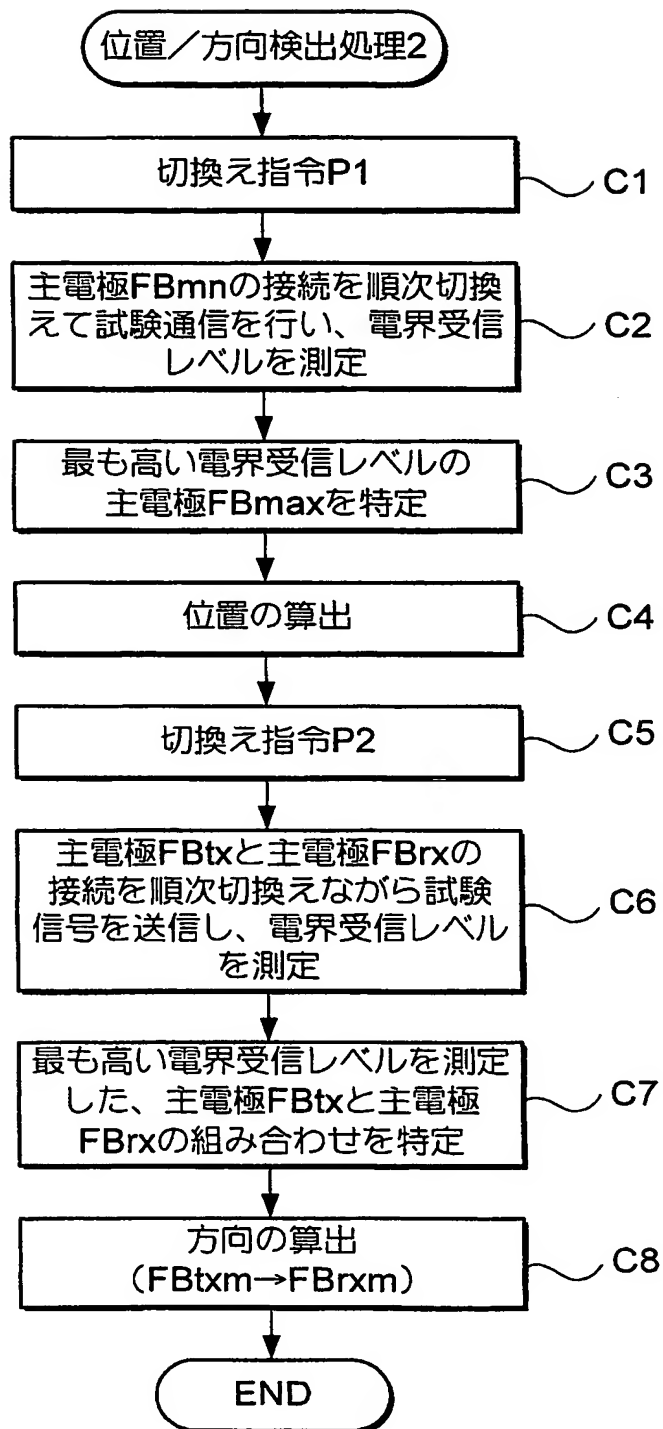 位置／方向検出処理2
切換え指令P1
C1
主電極FBmnの接続を順次切換
えて試験通信を行い、電界受信
レベルを測定
C2
最も高い電界受信レベルの
主電極FBmaxを特定
C3
位置の算出
C4
切換え指令P2
C5
主電極FBtxと主電極FBrxの
接続を順次切換えながら試験
信号を送信し、電界受信レベル
を測定
C6
最も高い電界受信レベルを測定
した、主電極FBtxと主電極
FBrxの組み合わせを特定
C7
方向の算出
（FBtxm→FBrxm）
C8
END